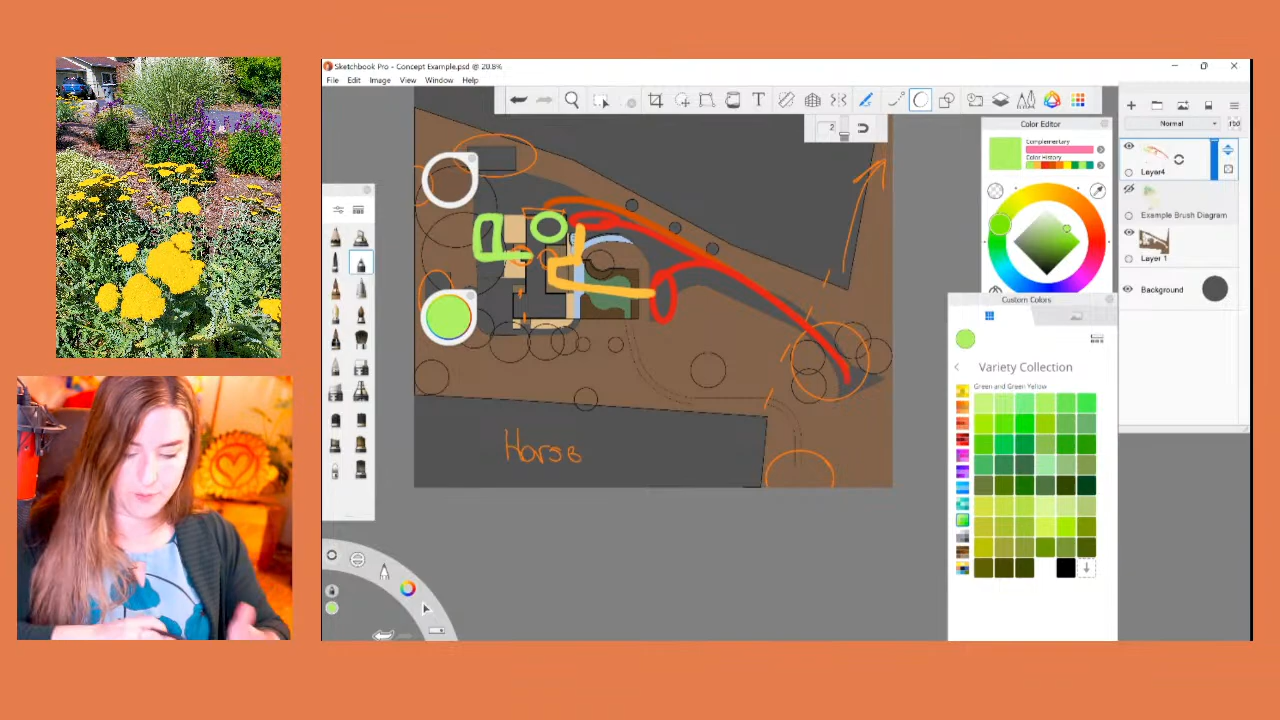 Sketchbook Pro - Concept Example.psd @ 20.8%
File Edit Image View Window Help
2
Color Editor
Complementary
Color History
Normal
Layer4
Example Brush Diagram
Layer 1
Background
Custom Colors
Variety Collection
Green and Green Yellow
Horse